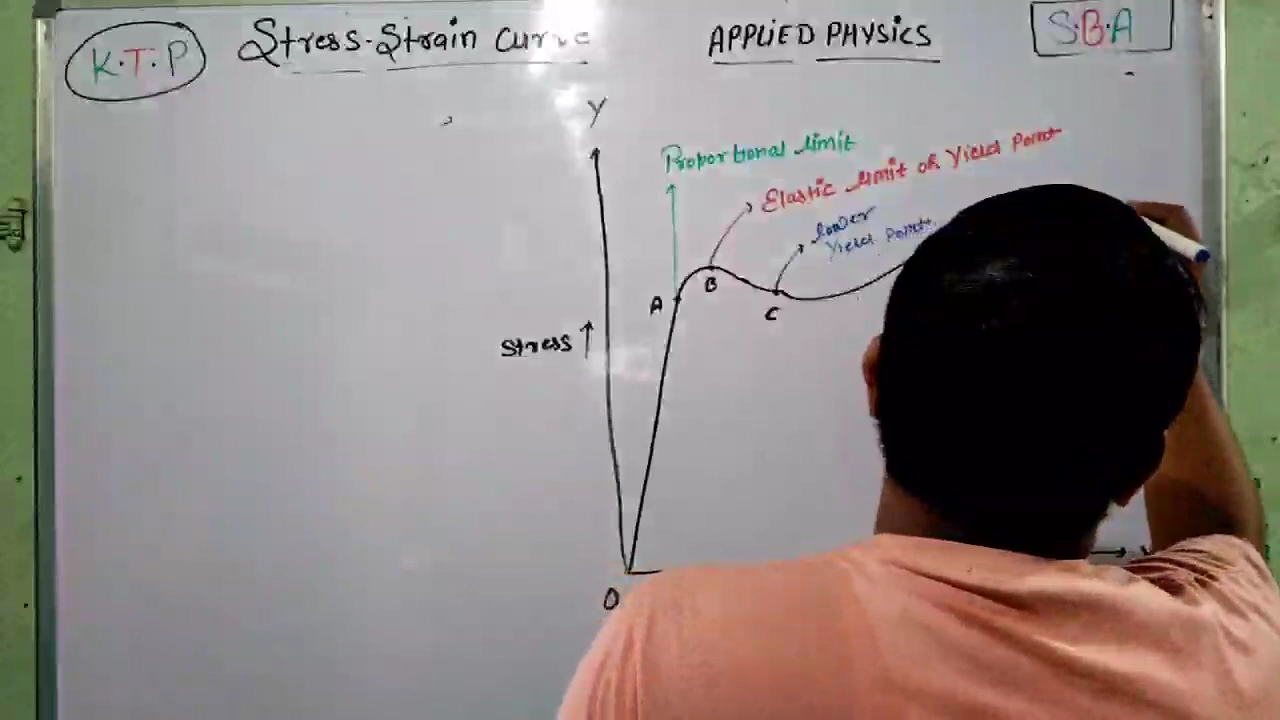 K.T.P
Stress-Strain Curve
APPLIED PHYSICS
S.B.A
Y
Proportional limit
Elastic limit or Yield Point
lower
Yield Point
A
B
C
Stress
O